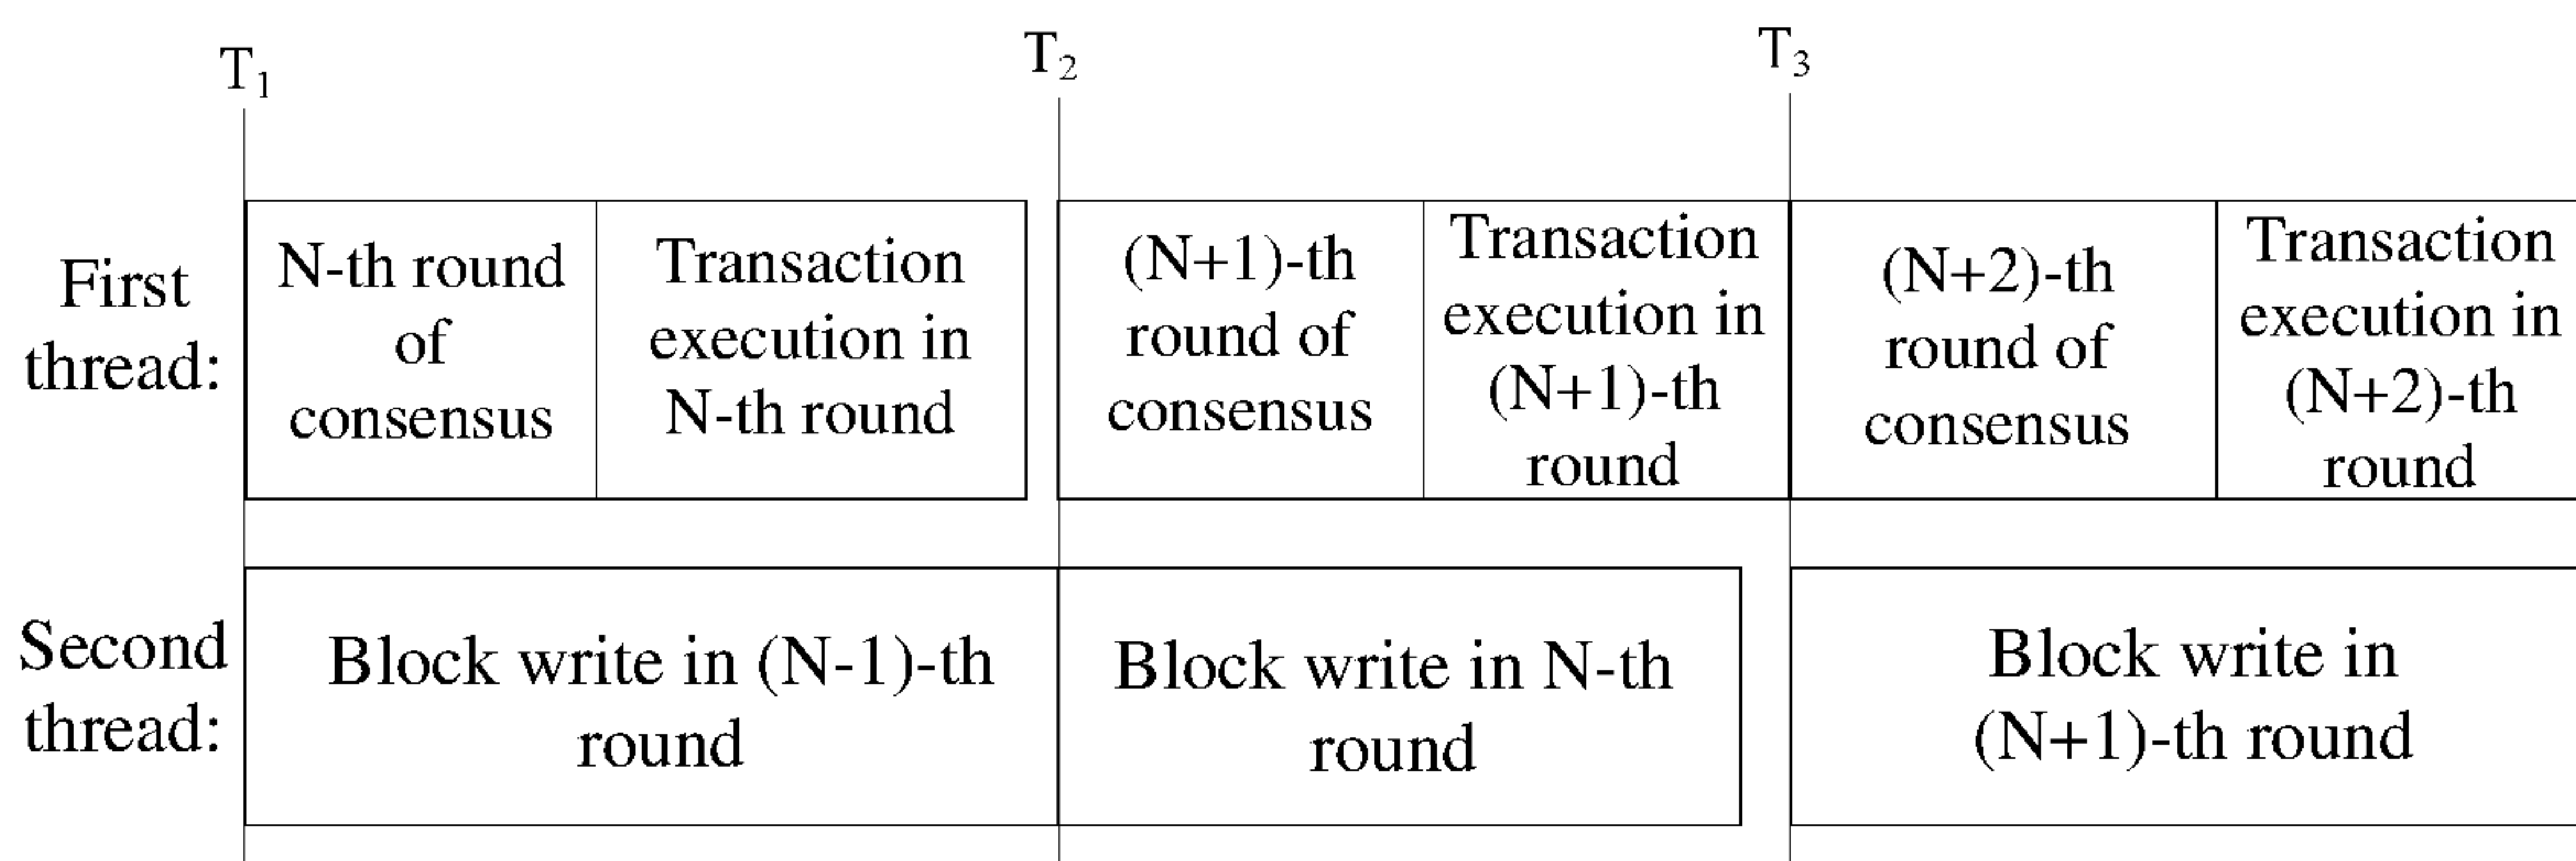 T₁
T₂
T₃
First
thread:
N-th round
of
consensus
Transaction
execution in
N-th round
(N+1)-th
round of
consensus
Transaction
execution in
(N+1)-th
round
(N+2)-th
round of
consensus
Transaction
execution in
(N+2)-th
round
Second
thread:
Block write in (N-1)-th
round
Block write in N-th
round
Block write in
(N+1)-th round